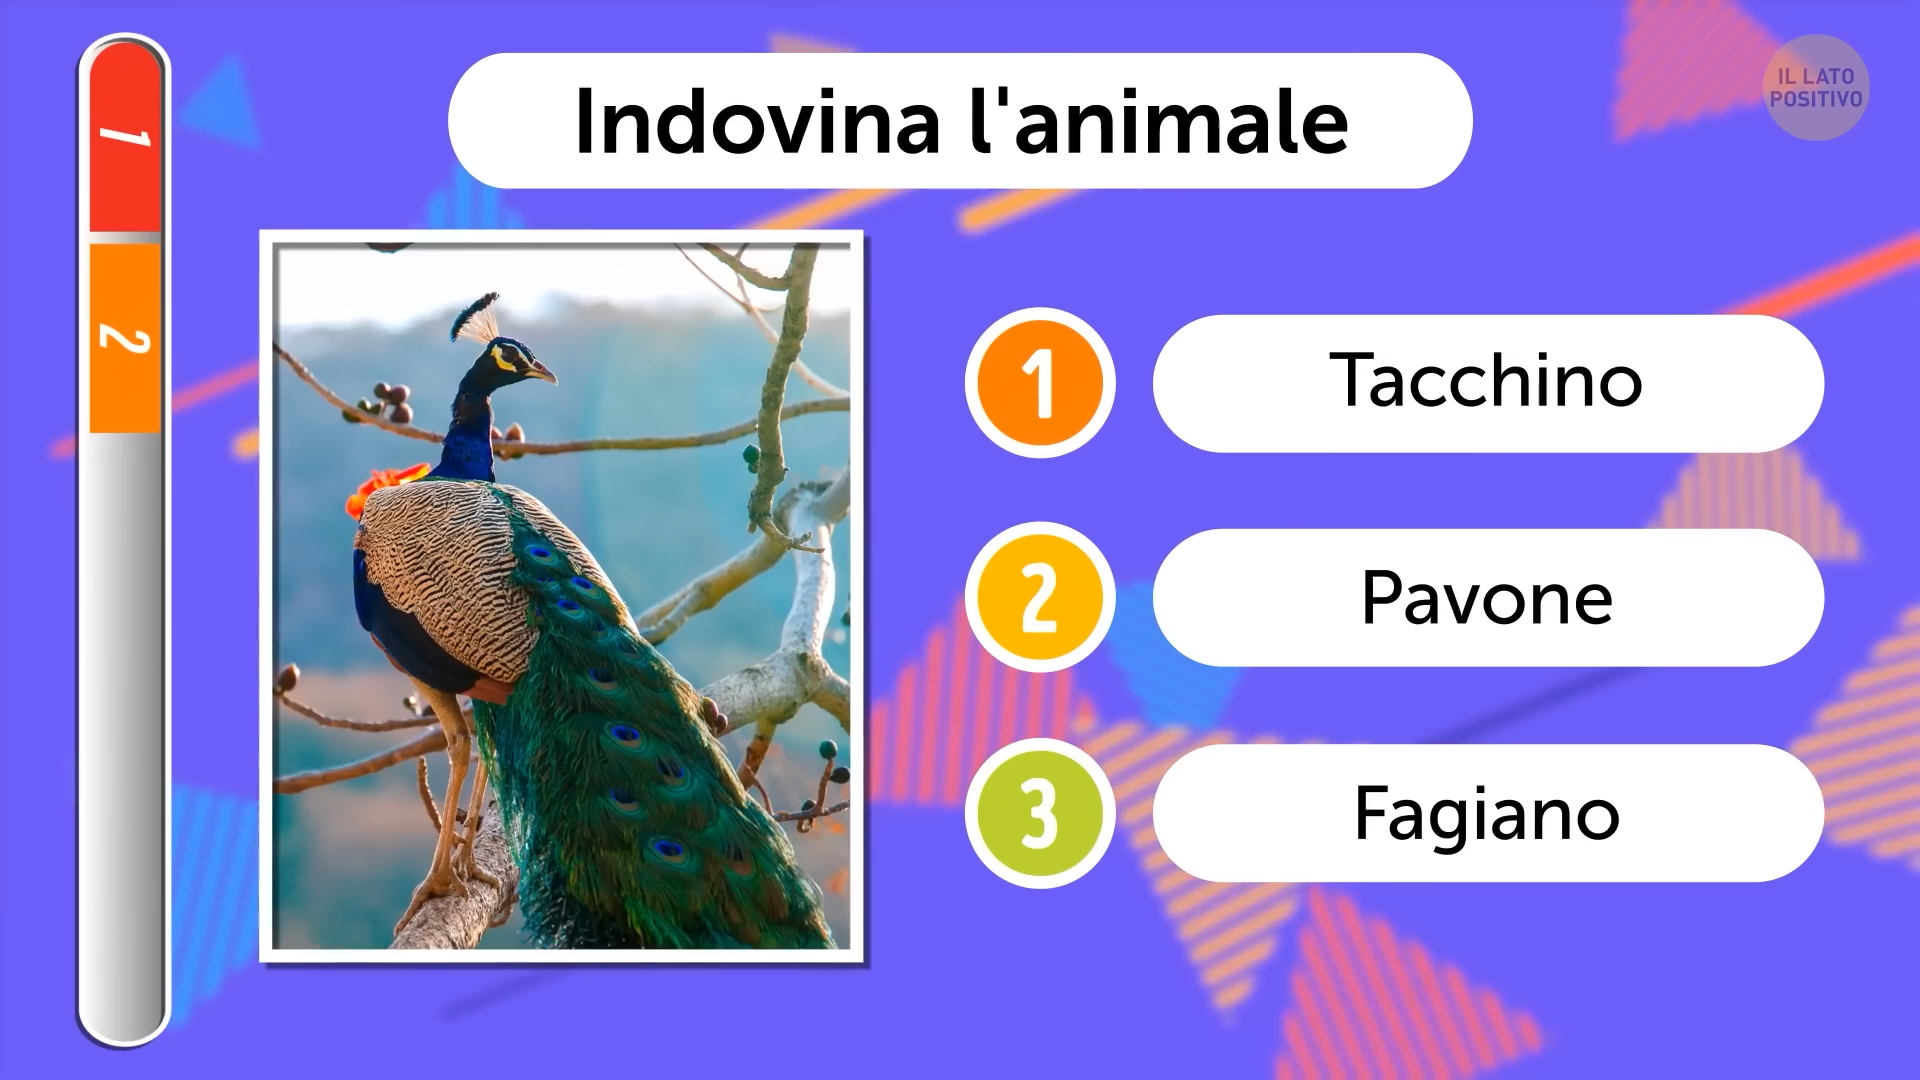 Indovina l'animale
IL LATO
POSITIVO
1
2
1
Tacchino
2
Pavone
3
Fagiano